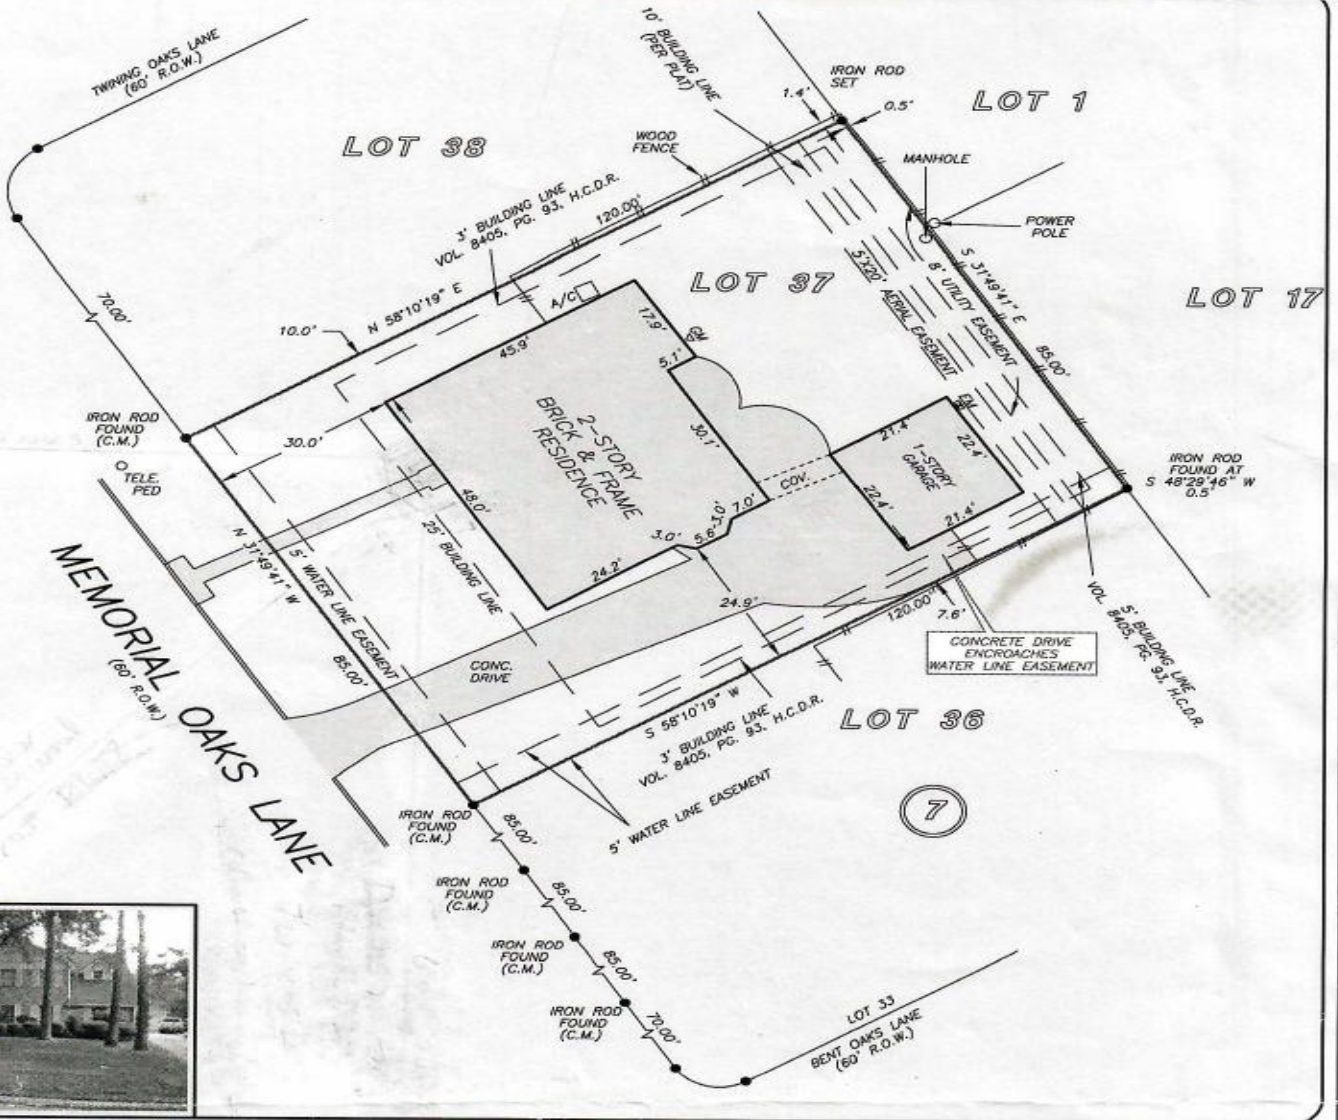 TWINING OAKS LANE
(60' R.O.W.)
10' BUILDING LINE
(PER PLAT)
IRON ROD
SET
1.4'
0.5'
LOT 1
LOT 38
WOOD
FENCE
MANHOLE
POWER
POLE
3' BUILDING LINE
VOL. 8405, PG. 93, H.C.D.R.
120.00'
LOT 37
5'X20' AERIAL EASEMENT
8' UTILITY EASEMENT
S 31°49'41" E
85.00'
LOT 17
70.00'
10.0'
N 58°10'19" E
A/C
17.9'
GM
5.1'
45.9'
IRON ROD
FOUND
(C.M.)
30.0'
2-STORY
BRICK & FRAME
RESIDENCE
30.1'
21.4'
EM
22.4'
1-STORY
GARAGE
COV.
22.4'
21.4'
IRON ROD
FOUND AT
S 48°29'46" W
0.5'
TELE.
PED
48.0'
25' BUILDING LINE
7.0'
3.0'
5.6'
3.0'
24.2'
24.9'
N 31°49'41" W
5' WATER LINE EASEMENT
85.00'
MEMORIAL OAKS LANE
(60' R.O.W.)
CONC.
DRIVE
120.00'
7.6'
CONCRETE DRIVE
ENCROACHES
WATER LINE EASEMENT
5' BUILDING LINE
VOL. 8405, PG. 93, H.C.D.R.
S 58°10'19" W
3' BUILDING LINE
VOL. 8405, PG. 93, H.C.D.R.
LOT 36
5' WATER LINE EASEMENT
7
IRON ROD
FOUND
(C.M.)
85.00'
IRON ROD
FOUND
(C.M.)
85.00'
IRON ROD
FOUND
(C.M.)
85.00'
IRON ROD
FOUND
(C.M.)
70.00'
LOT 33
BENT OAKS LANE
(60' R.O.W.)